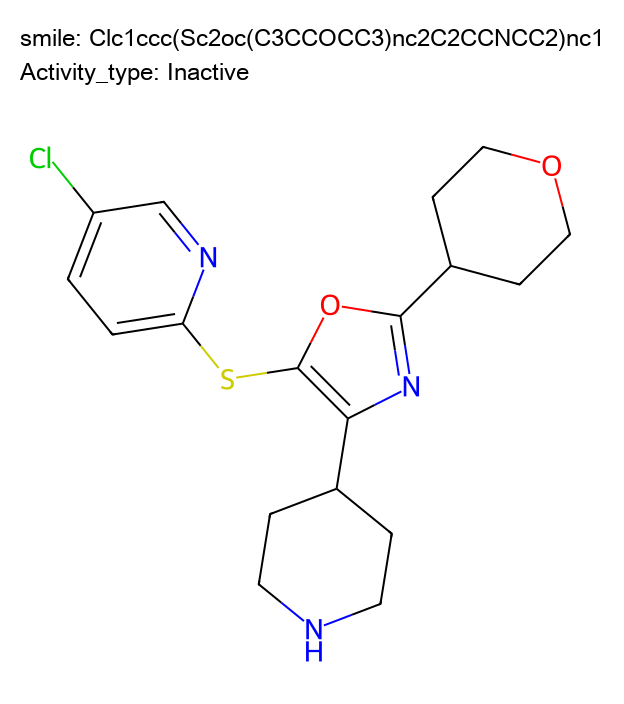 smile: Clc1ccc(Sc2oc(C3CCOCC3)nc2C2CCNCC2)nc1
Activity_type: Inactive
Cl
O
N
O
N
S
N
H